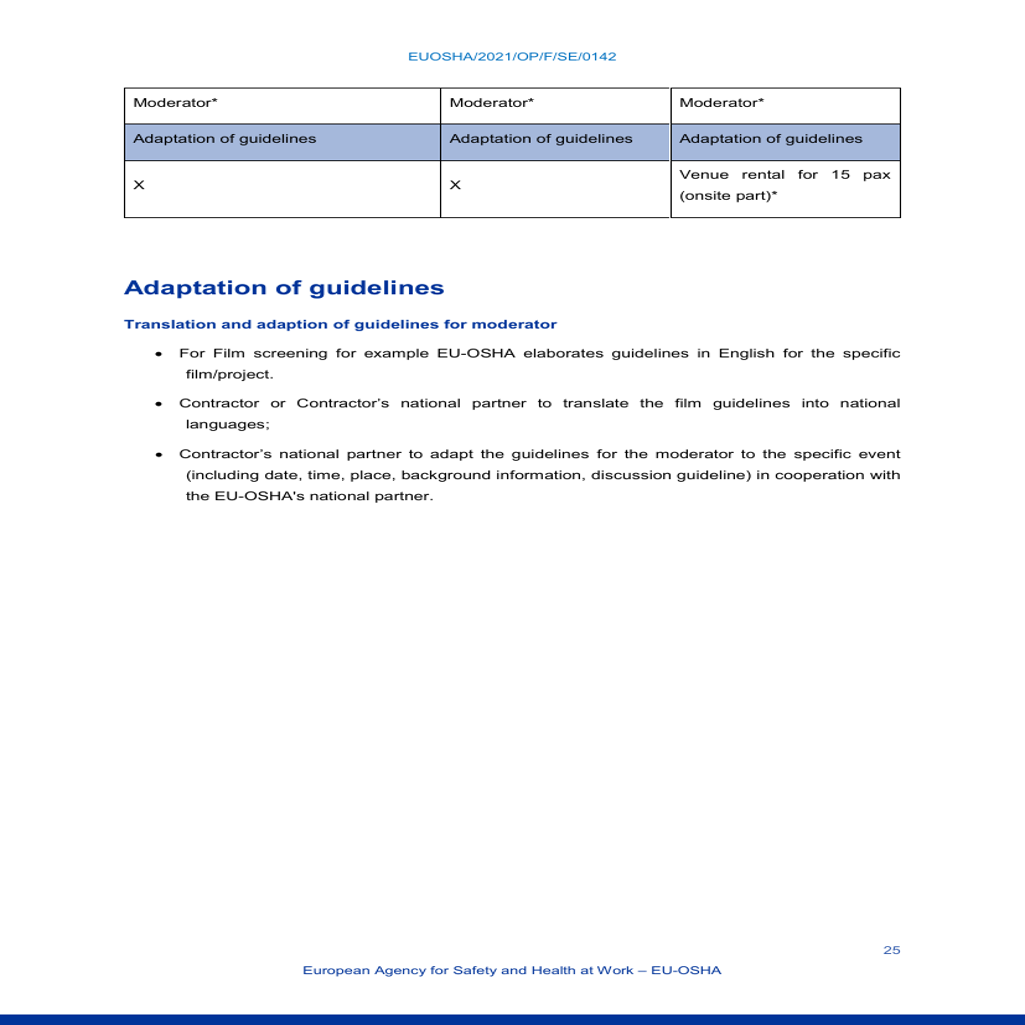 EUOSHA/2021/OP/F/SE/0142
Moderator* Moderator* Moderator*
Adaptation of guidelines Adaptation of guidelines Adaptation of guidelines
X X Venue rental for 15 pax
(onsite part)*
Adaptation of guidelines
Translation and adaption of guidelines for moderator
• For Film screening for example EU-OSHA elaborates guidelines in English for the specific
film/project.
• Contractor or Contractor’s national partner to translate the film guidelines into national
languages;
• Contractor’s national partner to adapt the guidelines for the moderator to the specific event
(including date, time, place, background information, discussion guideline) in cooperation with
the EU-OSHA's national partner.
25
European Agency for Safety and Health at Work – EU-OSHA